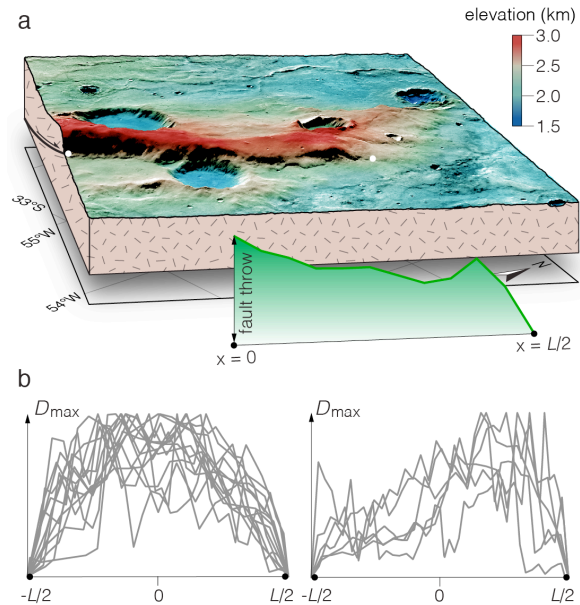 a
elevation (km)
3.0
2.5
2.0
1.5
33°S
55°W
54°W
N
fault throw
x = 0
x = L/2
b
Dmax
Dmax
-L/2
0
L/2
-L/2
0
L/2